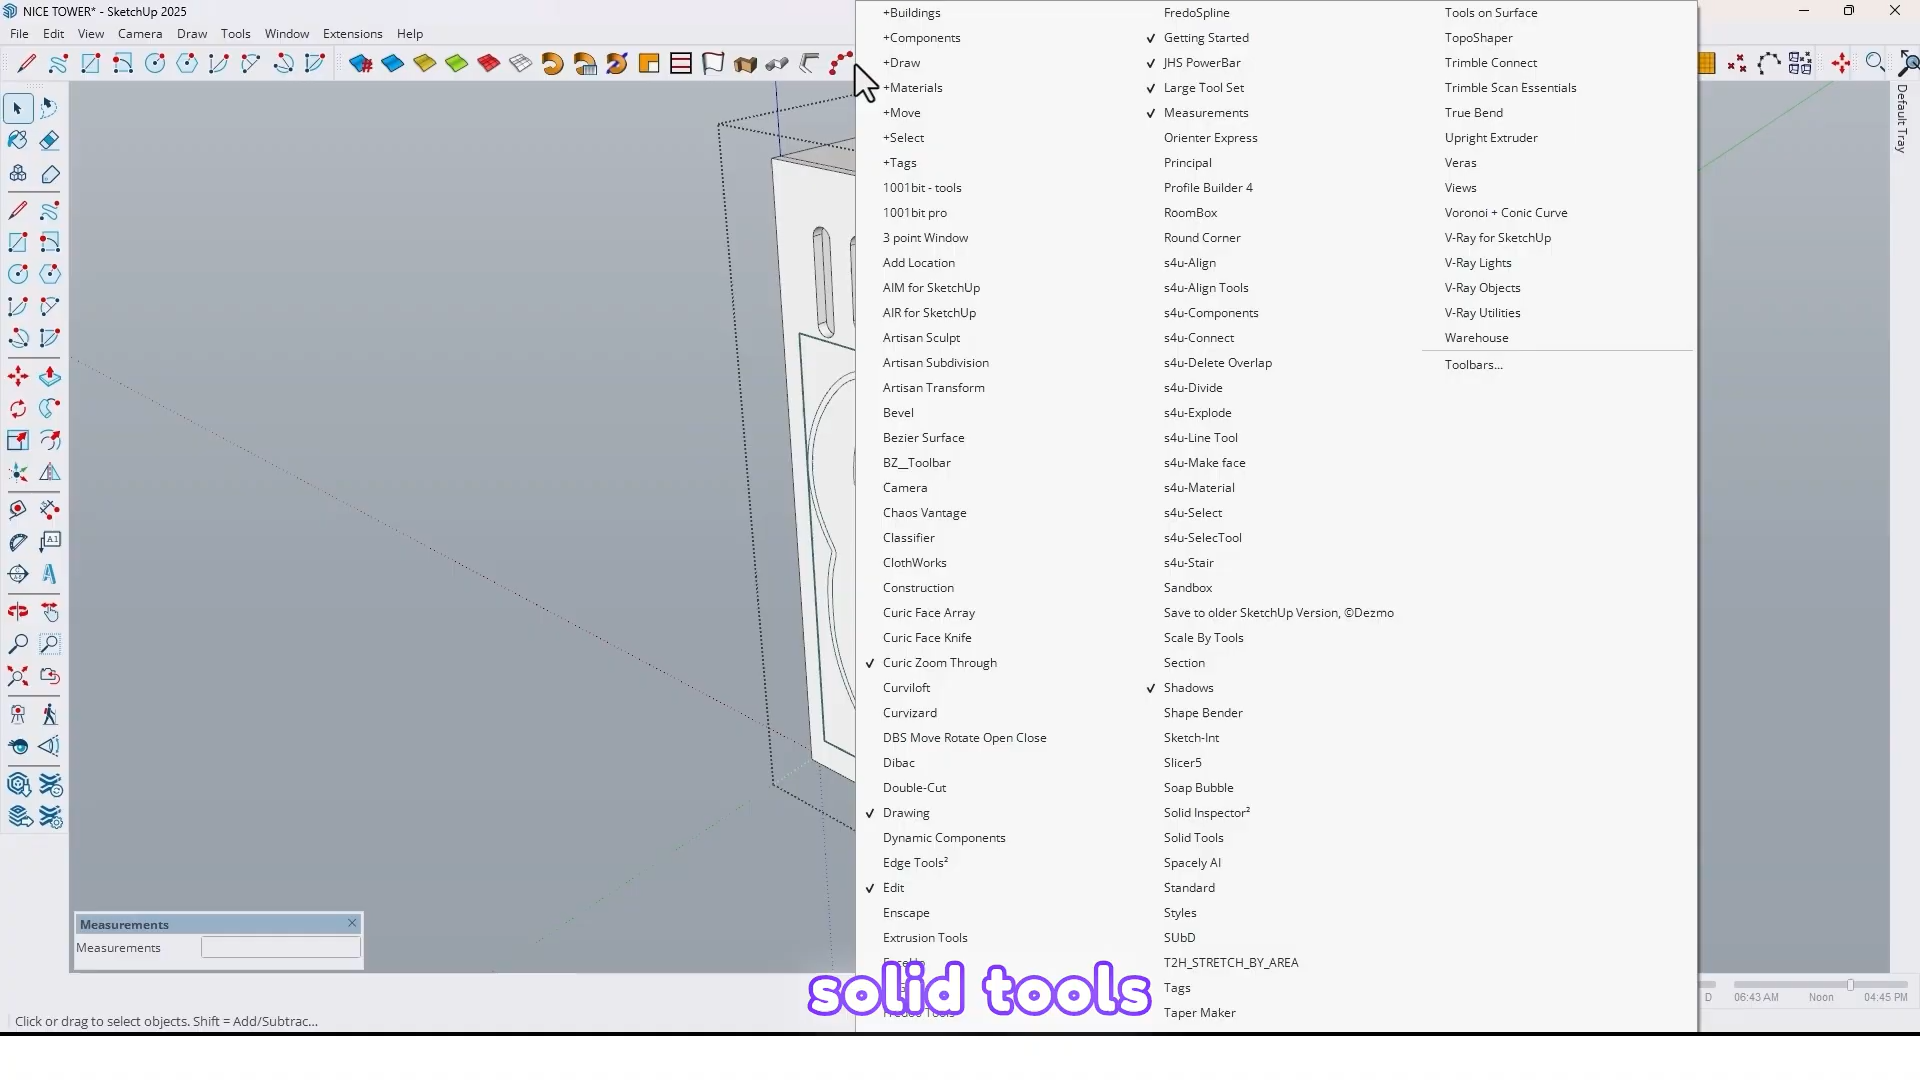 NICE TOWER* - SketchUp 2025
File Edit View Camera Draw Tools Window Extensions Help
+Buildings
+Components
+Draw
+Materials
+Move
+Select
+Tags
1001bit - tools
1001bit pro
3 point Window
Add Location
AIM for SketchUp
AIR for SketchUp
Artisan Sculpt
Artisan Subdivision
Artisan Transform
Bevel
Bezier Surface
BZ__Toolbar
Camera
Chaos Vantage
Classifier
ClothWorks
Construction
Curic Face Array
Curic Face Knife
Curic Zoom Through
Curviloft
Curvizard
DBS Move Rotate Open Close
Dibac
Double-Cut
Drawing
Dynamic Components
Edge Tools²
Edit
Enscape
Extrusion Tools
FredoSpline
Getting Started
JHS PowerBar
Large Tool Set
Measurements
Orienter Express
Principal
Profile Builder 4
RoomBox
Round Corner
s4u-Align
s4u-Align Tools
s4u-Components
s4u-Connect
s4u-Delete Overlap
s4u-Divide
s4u-Explode
s4u-Line Tool
s4u-Make face
s4u-Material
s4u-Select
s4u-SelecTool
s4u-Stair
Sandbox
Save to older SketchUp Version, ©Dezmo
Scale By Tools
Section
Shadows
Shape Bender
Sketch-Int
Slicer5
Soap Bubble
Solid Inspector²
Solid Tools
Spacely AI
Standard
Styles
SUbD
T2H_STRETCH_BY_AREA
Tags
Taper Maker
Tools on Surface
TopoShaper
Trimble Connect
Trimble Scan Essentials
True Bend
Upright Extruder
Veras
Views
Voronoi + Conic Curve
V-Ray for SketchUp
V-Ray Lights
V-Ray Objects
V-Ray Utilities
Warehouse
Toolbars...
Default Tray
A1
A
Measurements
Measurements
solid tools
D 06:43 AM Noon 04:45 PM
Click or drag to select objects. Shift = Add/Subtrac...